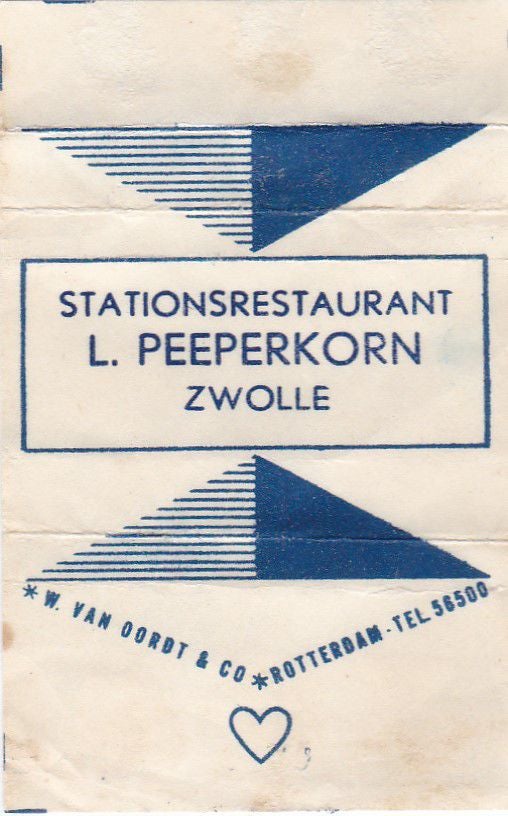 STATIONSRESTAURANT
L. PEEPERKORN
ZWOLLE
* W. VAN OORDT & CO * ROTTERDAM - TEL. 56500